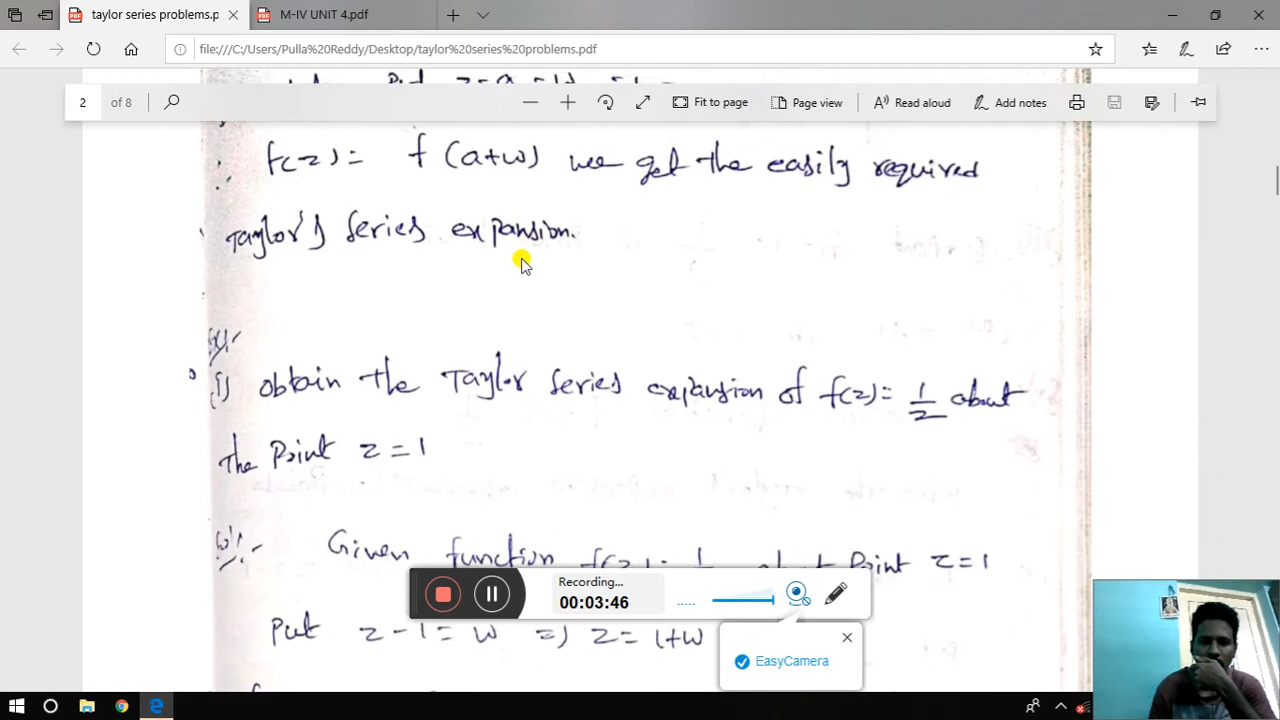 taylor series problems.p
M-IV UNIT 4.pdf
file:///C:/Users/Pulla%20Reddy/Desktop/taylor%20series%20problems.pdf
2 of 8
Fit to page
Page view
Read aloud
Add notes
∴ f(z) = f(a+w) we get the easily required
Taylor's series expansion.
1) obtain the Taylor series expansion of f(z) = 1/z about
the Point z = 1
Sol:- Given function f(z) = 1/z about Point z = 1
Put z - 1 = w => z = 1+w
Recording...
00:03:46
EasyCamera